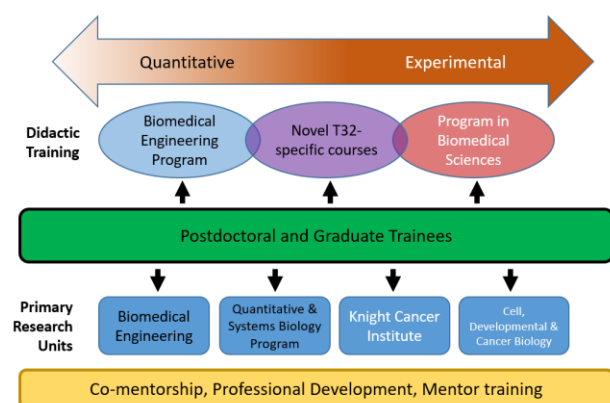 Quantitative
Experimental
Didactic
Training
Biomedical
Engineering
Program
Novel T32-
specific courses
Program in
Biomedical
Sciences
Postdoctoral and Graduate Trainees
Primary
Research
Units
Biomedical
Engineering
Quantitative &
Systems Biology
Program
Knight Cancer
Institute
Cell,
Developmental &
Cancer Biology
Co-mentorship, Professional Development, Mentor training